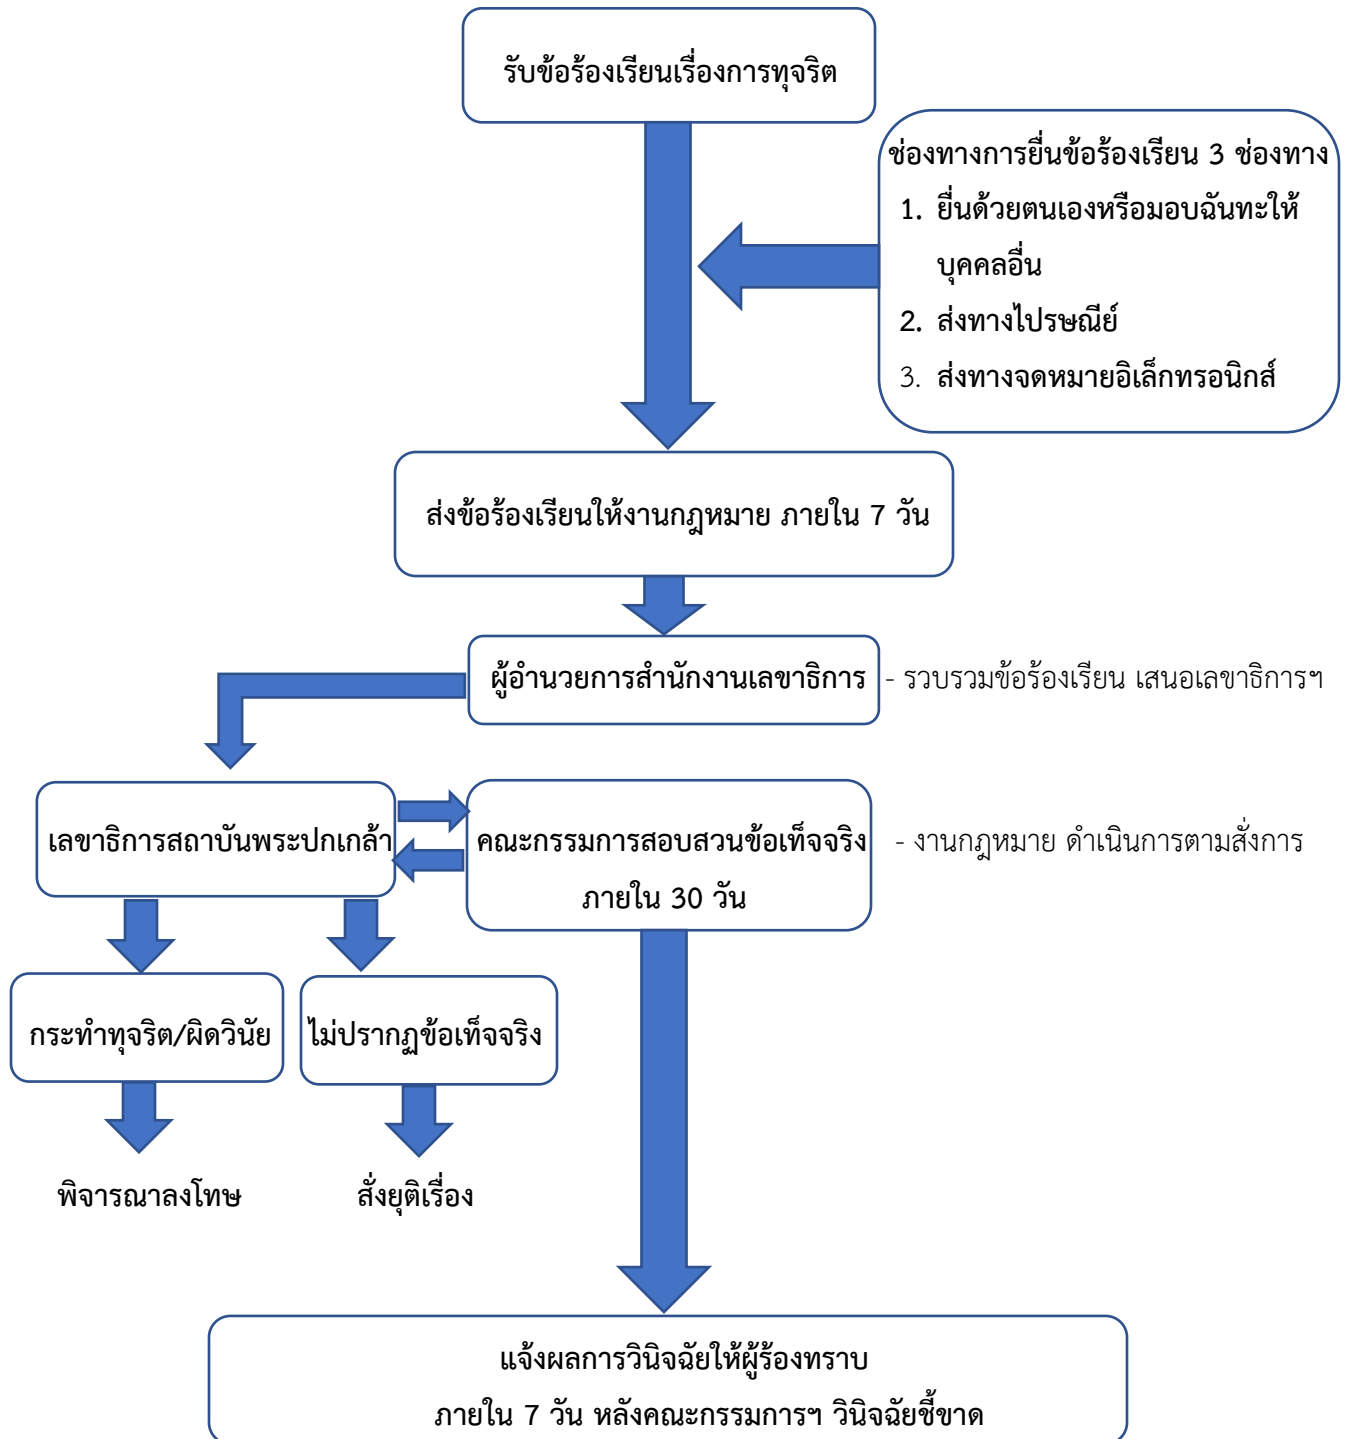 รับข้อร้องเรียนเรื่องการทุจริต
ช่องทางการยื่นข้อร้องเรียน 3 ช่องทาง
1. ยื่นด้วยตนเองหรือมอบฉันทะให้
บุคคลอื่น
2. ส่งทางไปรษณีย์
3. ส่งทางจดหมายอิเล็กทรอนิกส์
ส่งข้อร้องเรียนให้งานกฎหมาย ภายใน 7 วัน
ผู้อำนวยการสำนักงานเลขาธิการ
- รวบรวมข้อร้องเรียน เสนอเลขาธิการฯ
เลขาธิการสถาบันพระปกเกล้า
คณะกรรมการสอบสวนข้อเท็จจริง
ภายใน 30 วัน
- งานกฎหมาย ดำเนินการตามสั่งการ
กระทำทุจริต/ผิดวินัย
ไม่ปรากฏข้อเท็จจริง
พิจารณาลงโทษ
สั่งยุติเรื่อง
แจ้งผลการวินิจฉัยให้ผู้ร้องทราบ
ภายใน 7 วัน หลังคณะกรรมการฯ วินิจฉัยชี้ขาด